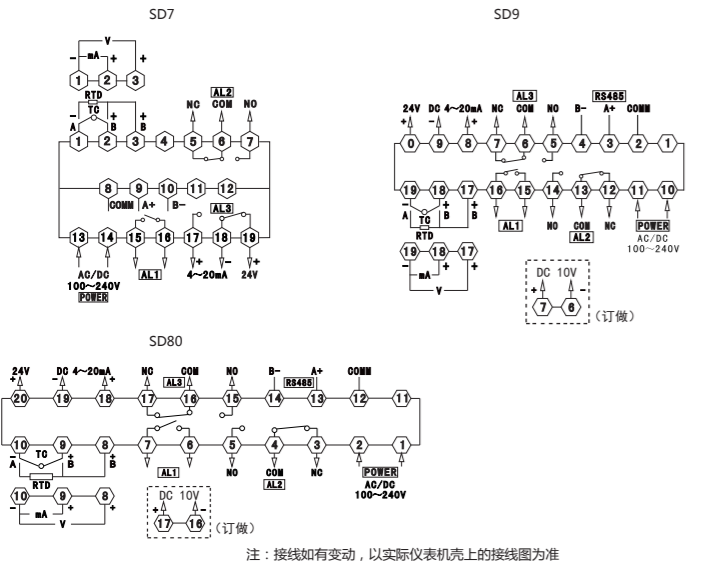 SD7
V
− mA +
+
1 2 3
RTD
TC
A B B
− + +
AL2
NC COM NO
1 2 3 4 5 6 7
8 9 10 11 12
COMM A+ B−
AL3
13 14 15 16 17 18 19
+ − +
AC/DC AL1 4～20mA 24V
100～240V
POWER
SD9
AL3 RS485
24V DC 4～20mA NC COM NO B− A+ COMM
+ − +
0 9 8 7 6 5 4 3 2 1
19 18 17 16 15 14 13 12 11 10
− + +
A TC B B
RTD
AL1 NO COM NC POWER
AL2 AC/DC
100～240V
19 18 17
− mA + +
V
DC 10V
+ −
7 6
（订做）
SD80
24V DC 4～20mA NC COM NO B− A+ COMM
+ − + AL3 RS485
20 19 18 17 16 15 14 13 12 11
10 9 8 7 6 5 4 3 2 1
− TC + +
A B B
RTD
AL1 NO COM NC POWER
AL2 AC/DC
100～240V
10 9 8
− mA + +
V
DC 10V
+ −
17 16
（订做）
注：接线如有变动，以实际仪表机壳上的接线图为准